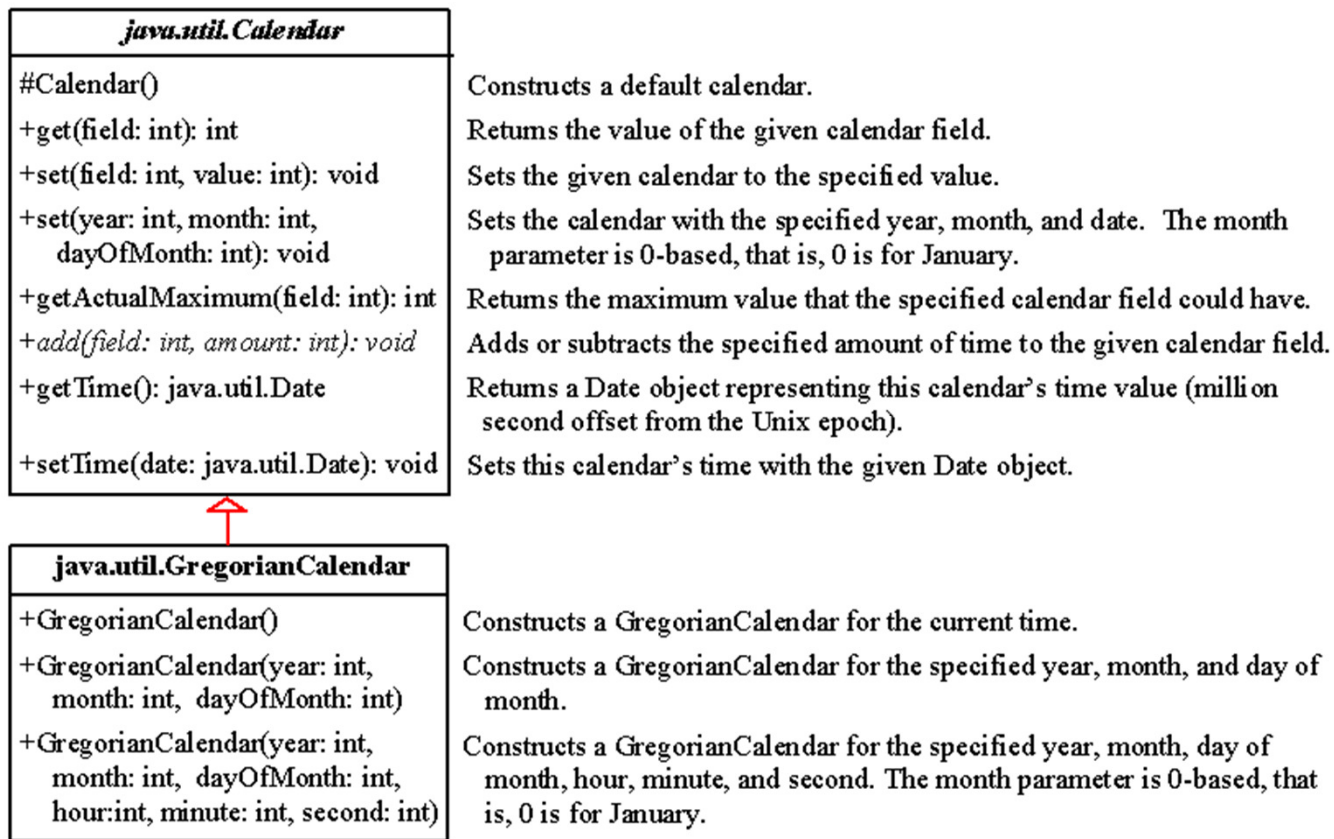 java.util.Calendar
#Calendar()
Constructs a default calendar.
+get(field: int): int
Returns the value of the given calendar field.
+set(field: int, value: int): void
Sets the given calendar to the specified value.
+set(year: int, month: int,
dayOfMonth: int): void
Sets the calendar with the specified year, month, and date. The month
parameter is 0-based, that is, 0 is for January.
+getActualMaximum(field: int): int
Returns the maximum value that the specified calendar field could have.
+add(field: int, amount: int): void
Adds or subtracts the specified amount of time to the given calendar field.
+getTime(): java.util.Date
Returns a Date object representing this calendar's time value (million
second offset from the Unix epoch).
+setTime(date: java.util.Date): void
Sets this calendar's time with the given Date object.
java.util.GregorianCalendar
+GregorianCalendar()
Constructs a GregorianCalendar for the current time.
+GregorianCalendar(year: int,
month: int, dayOfMonth: int)
Constructs a GregorianCalendar for the specified year, month, and day of
month.
+GregorianCalendar(year: int,
month: int, dayOfMonth: int,
hour:int, minute: int, second: int)
Constructs a GregorianCalendar for the specified year, month, day of
month, hour, minute, and second. The month parameter is 0-based, that
is, 0 is for January.